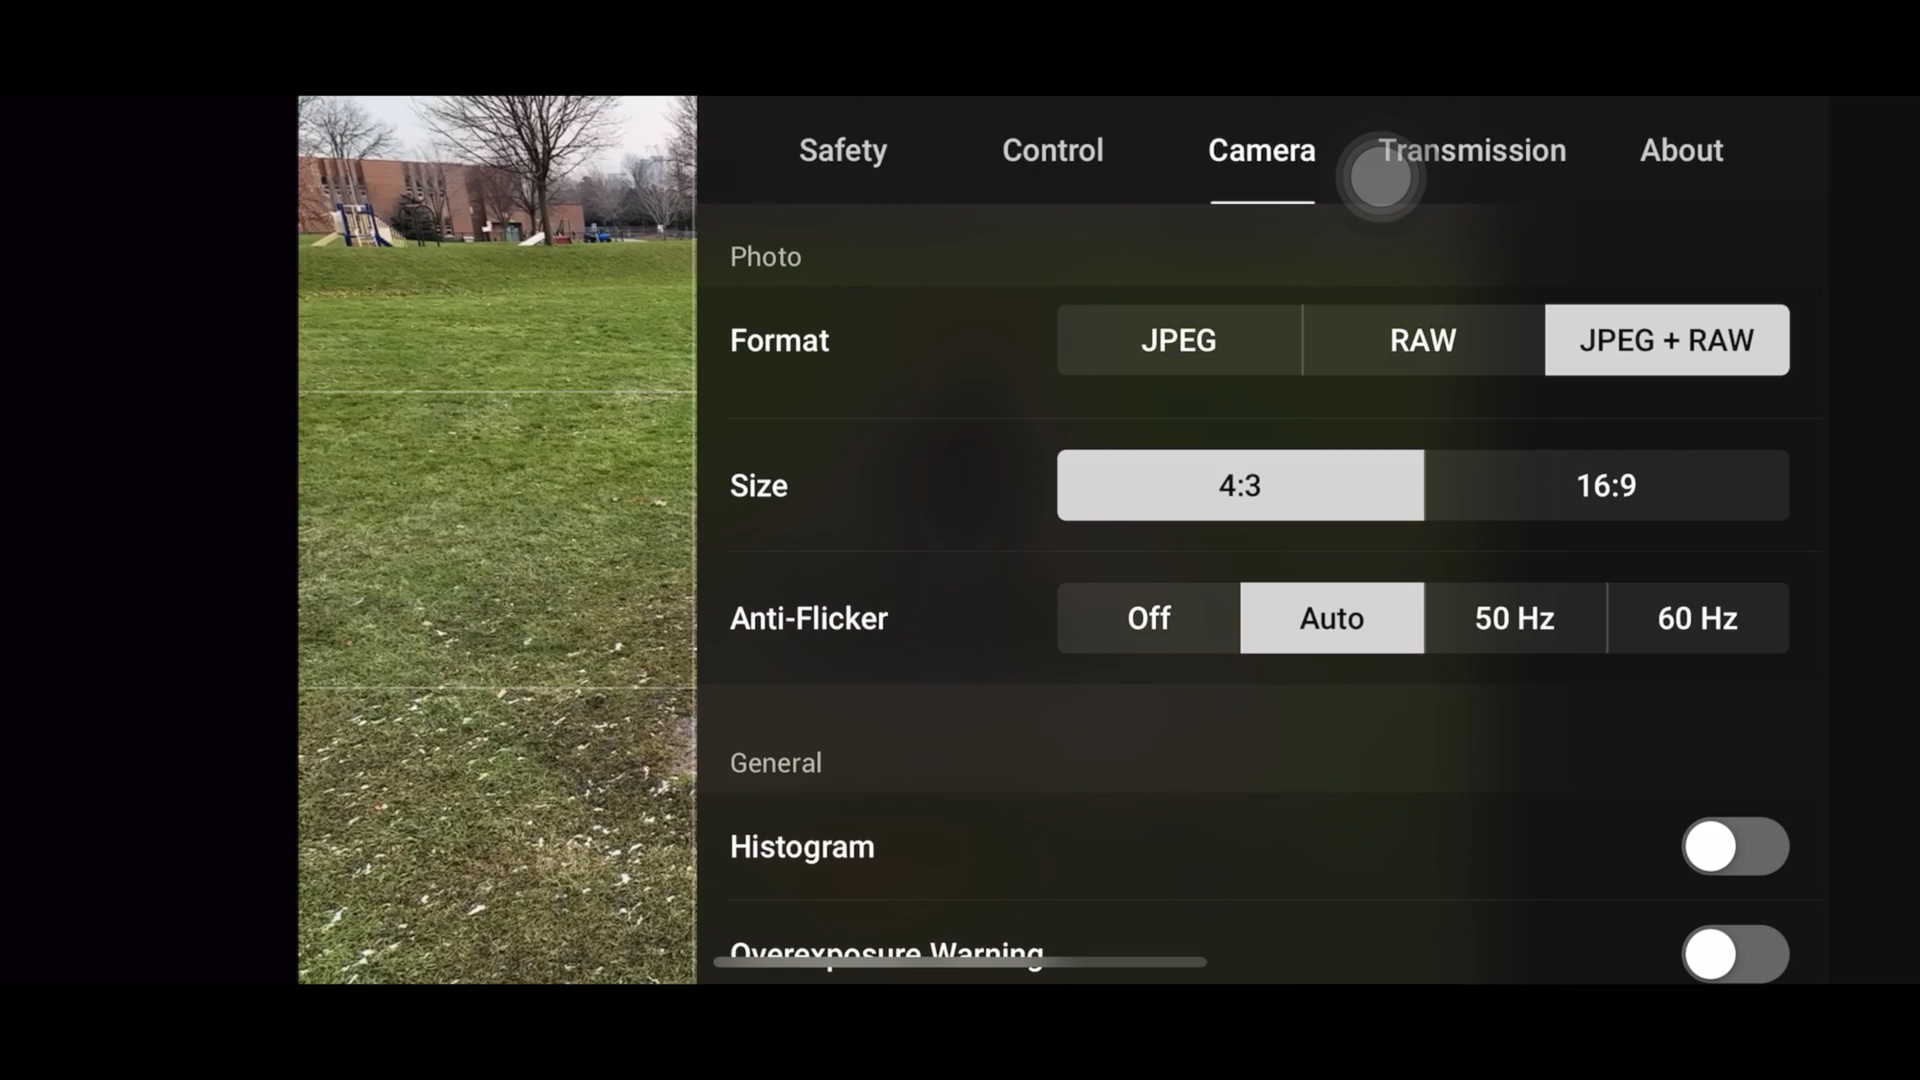 Safety Control Camera Transmission About
Photo
Format JPEG RAW JPEG + RAW
Size 4:3 16:9
Anti-Flicker Off Auto 50 Hz 60 Hz
General
Histogram
Overexposure Warning